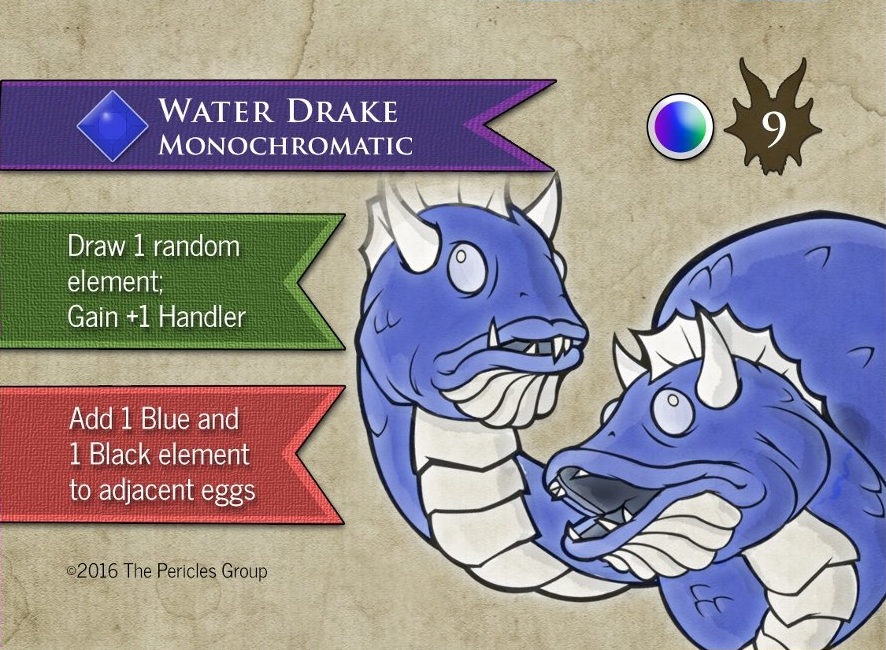 Water Drake
Monochromatic
9
Draw 1 random
element;
Gain +1 Handler
Add 1 Blue and
1 Black element
to adjacent eggs
©2016 The Pericles Group